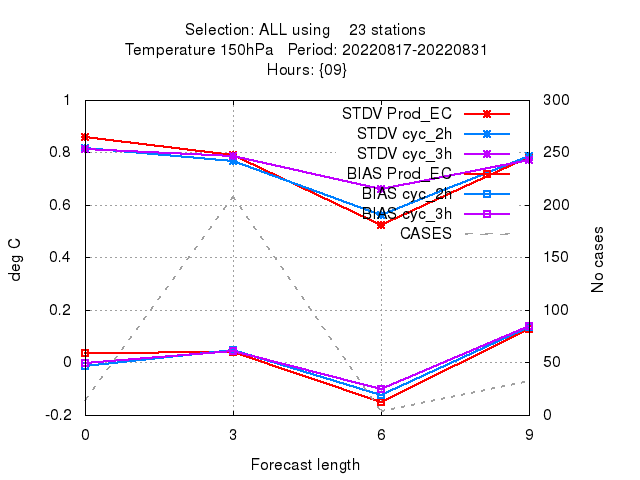 Selection: ALL using 23 stations
Temperature 150hPa Period: 20220817-20220831
Hours: {09}
1 300
STDV Prod_EC
STDV cyc_2h
0.8 250
STDV cyc_3h
BIAS Prod_EC
BIAS cyc_2h
0.6 200
BIAS cyc_3h
CASES
deg C
No cases
0.4 150
0.2 100
0 50
-0.2 0
0 3 6 9
Forecast length